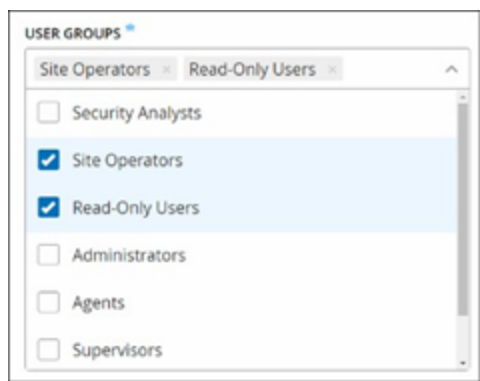 USER GROUPS *
Site Operators × Read-Only Users ×
Security Analysts
Site Operators
Read-Only Users
Administrators
Agents
Supervisors